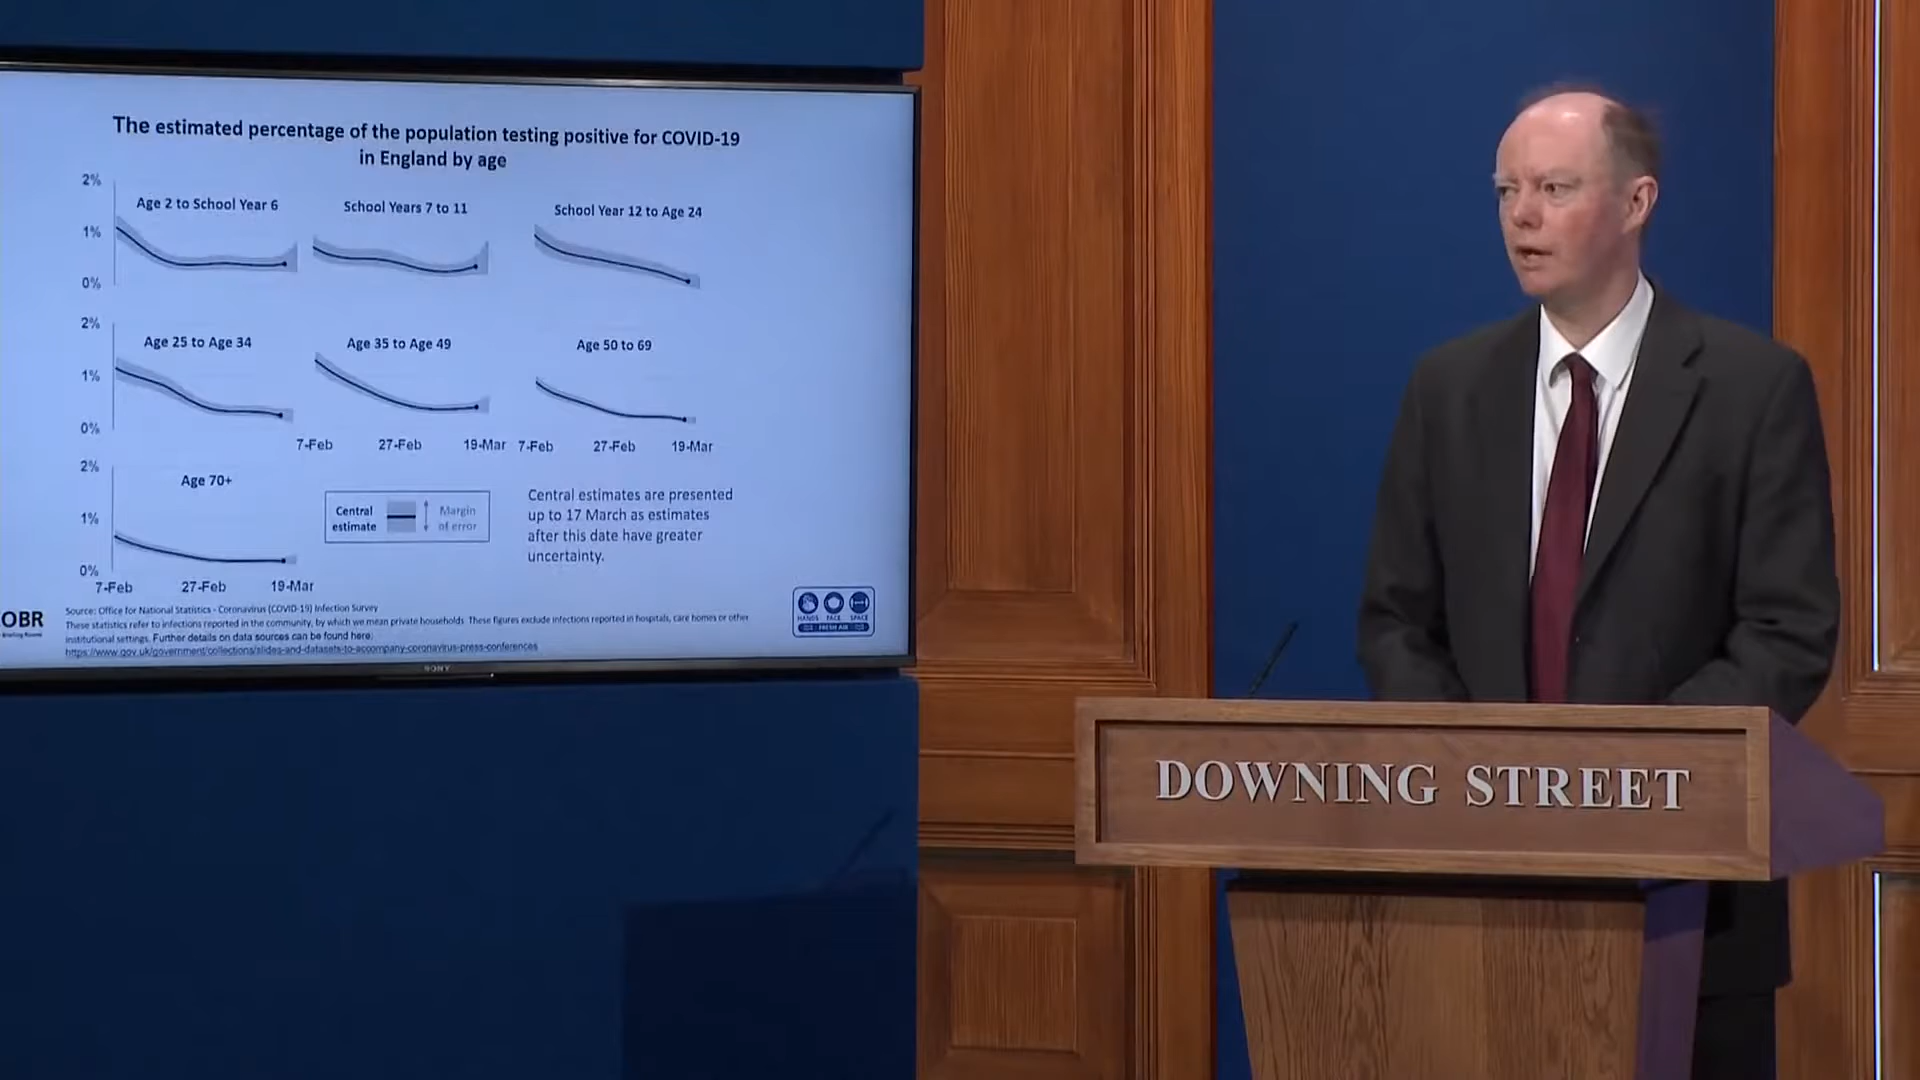 The estimated percentage of the population testing positive for COVID-19
in England by age
2%
1%
0%
Age 2 to School Year 6
School Years 7 to 11
School Year 12 to Age 24
2%
1%
0%
Age 25 to Age 34
Age 35 to Age 49
Age 50 to 69
7-Feb 27-Feb 19-Mar
7-Feb 27-Feb 19-Mar
2%
1%
0%
Age 70+
7-Feb 27-Feb 19-Mar
Central
estimate
Margin
of error
Central estimates are presented
up to 17 March as estimates
after this date have greater
uncertainty.
OBR
Source: Office for National Statistics - Coronavirus (COVID-19) Infection Survey
These statistics refer to infections reported in the community, by which we mean private households. These figures exclude infections reported in hospitals, care homes or other
institutional settings. Further details on data sources can be found here:
https://www.gov.uk/government/collections/slides-and-datasets-to-accompany-coronavirus-press-conferences
HANDS FACE SPACE
FRESH AIR
SONY
DOWNING STREET